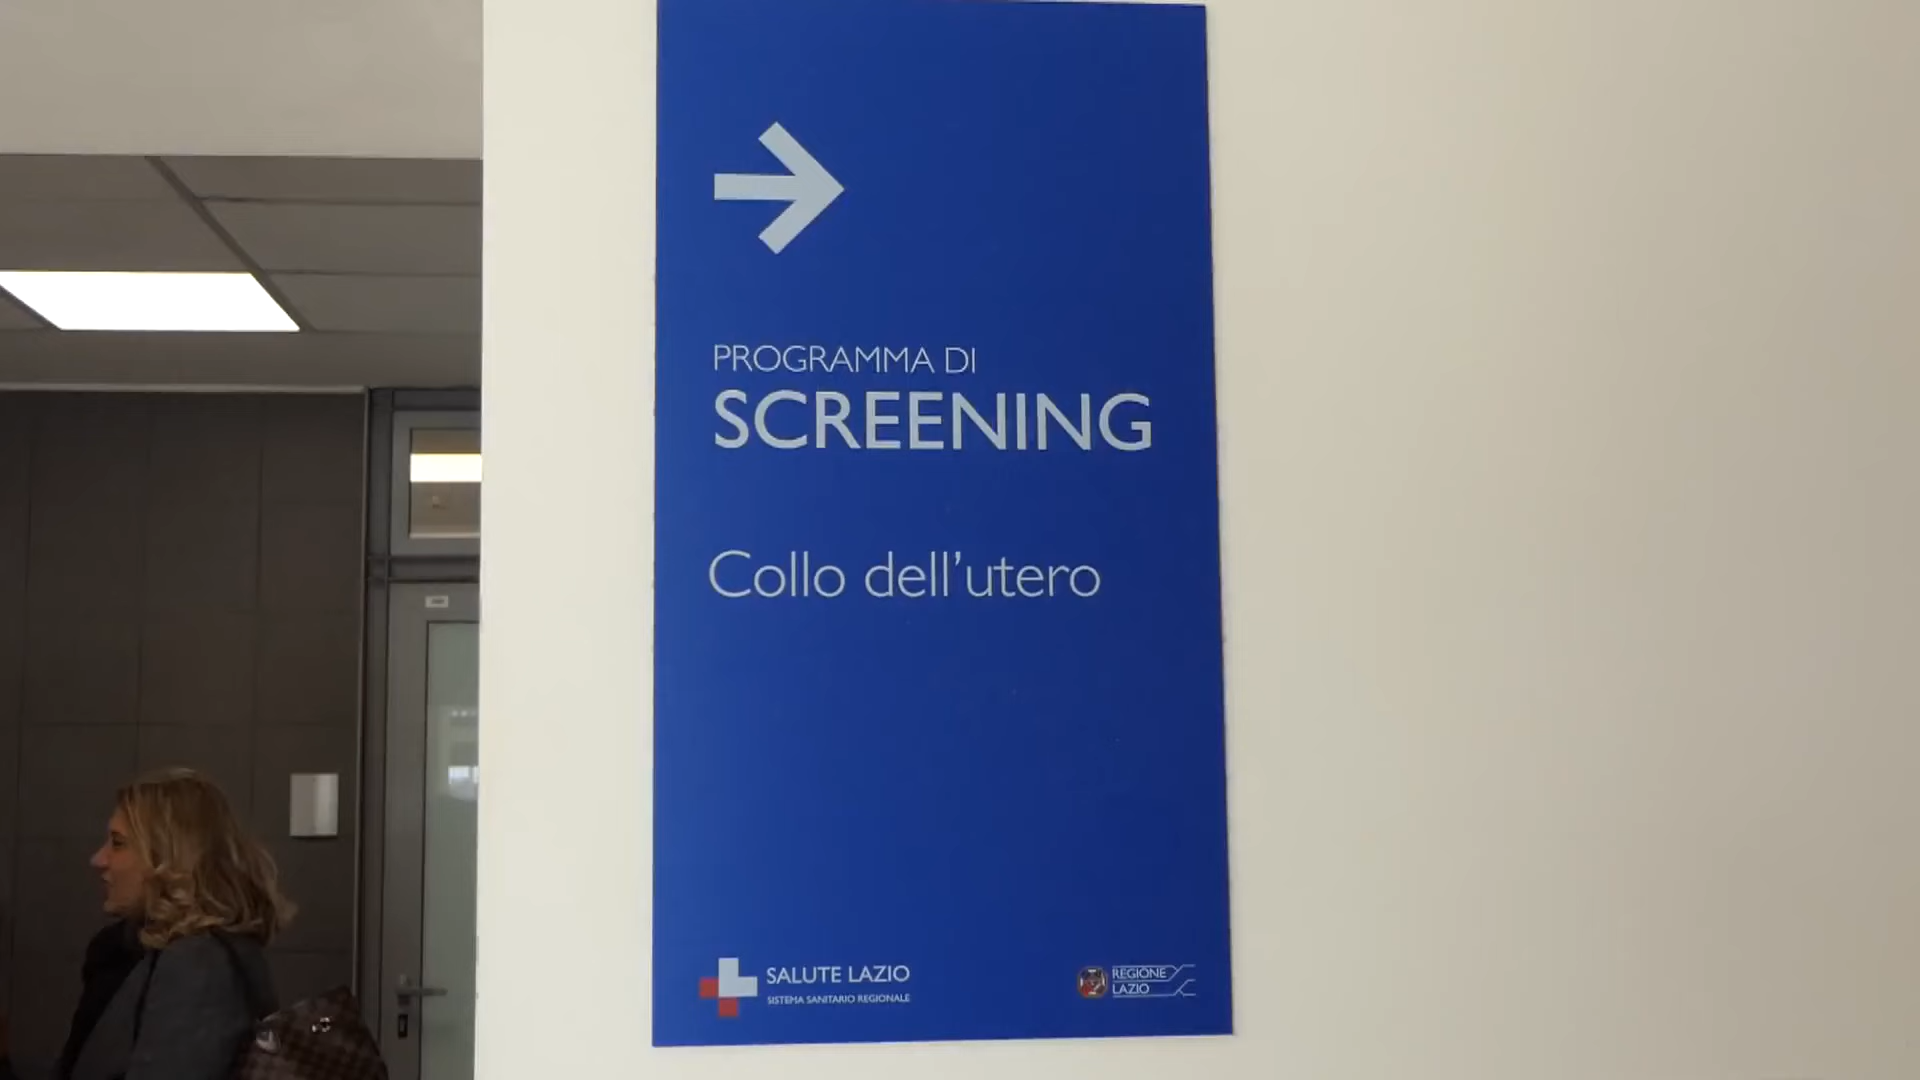 PROGRAMMA DI
SCREENING
Collo dell'utero
SALUTE LAZIO
SISTEMA SANITARIO REGIONALE
REGIONE
LAZIO